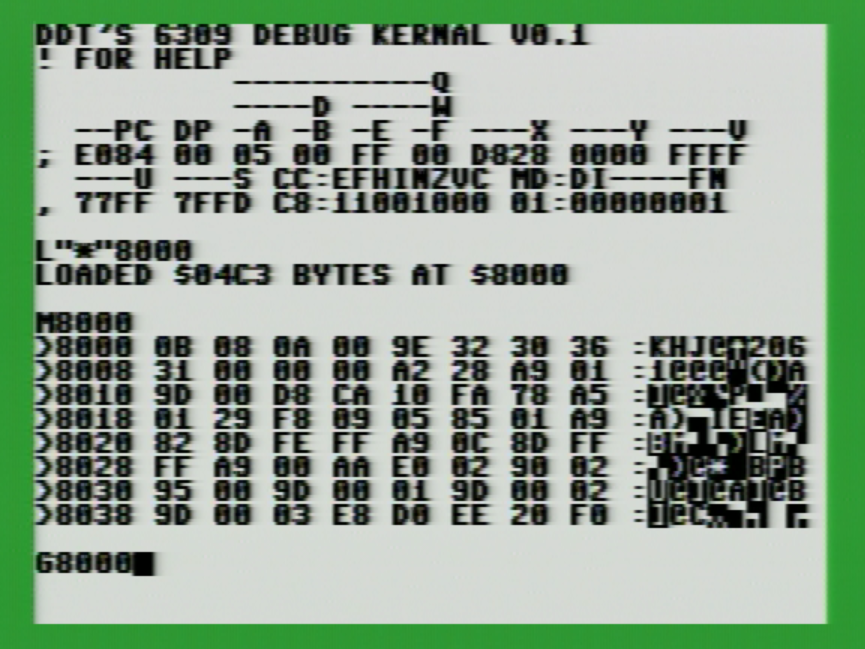 DDT'S 6309 DEBUG KERNAL V0.1
! FOR HELP
----------Q
----D ----W
--PC DP -A -B -E -F ---X ---Y ---V
; E084 00 05 00 FF 00 D828 0000 FFFF
---U ---S CC:EFHINZVC MD:DI----FN
, 77FF 7FFD C8:11001000 01:00000001
L"*"8000
LOADED $04C3 BYTES AT $8000
M8000
>8000 0B 08 0A 00 9E 32 30 36 :KHJ@ 206
>8008 31 00 00 00 A2 28 A9 01 :1@@@ ( A
>8010 9D 00 D8 CA 10 FA 78 A5
>8018 01 29 F8 09 05 85 01 A9
>8020 82 8D FE FF A9 0C 8D FF
>8028 FF A9 00 AA E0 02 90 02
>8030 95 00 9D 00 01 9D 00 02
>8038 9D 00 03 E8 D0 EE 20 F0
G8000